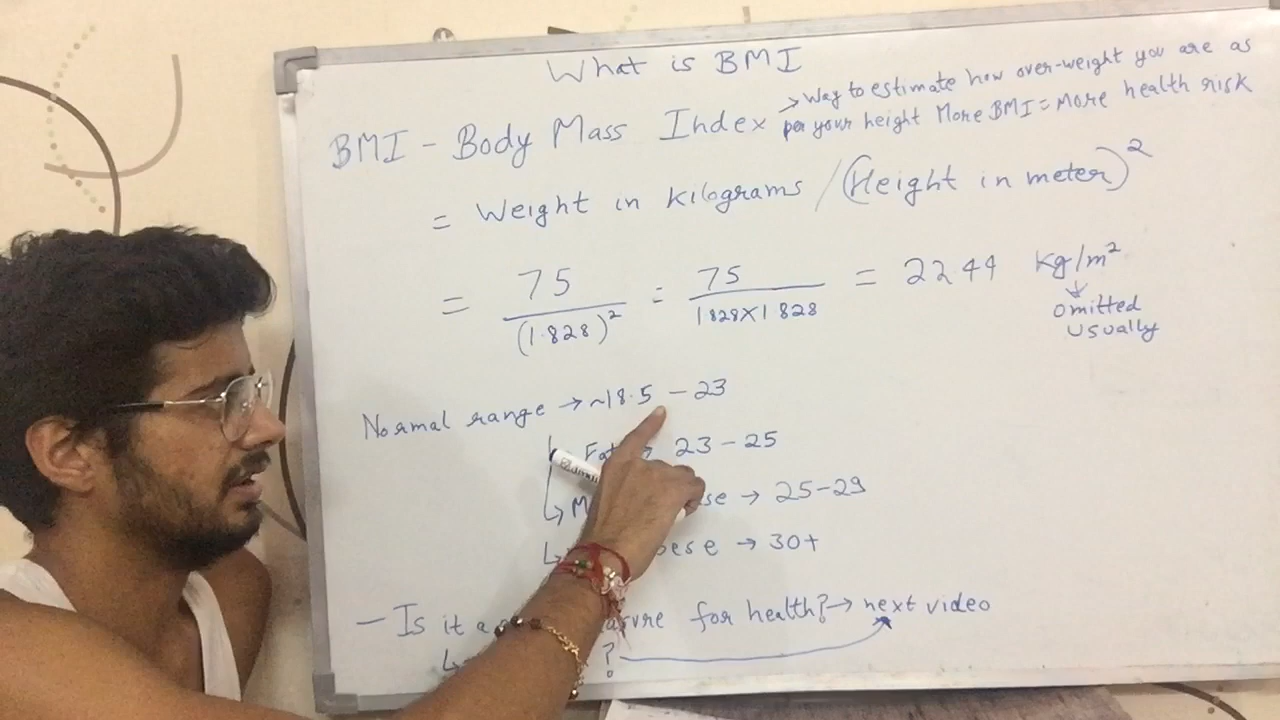 What is BMI
BMI - Body Mass Index → Way to estimate how over-weight you are as
per your height More BMI = More health risk
= Weight in kilograms / (Height in meter)²
= 75 / (1.828)² = 75 / 1.828 X 1.828 = 22.44 kg/m²
↓
omitted
usually
Normal range → ~18.5 - 23
Fat → 23 - 25
→ 25 - 29
→ 30+
- Is it a for health? → next video
?